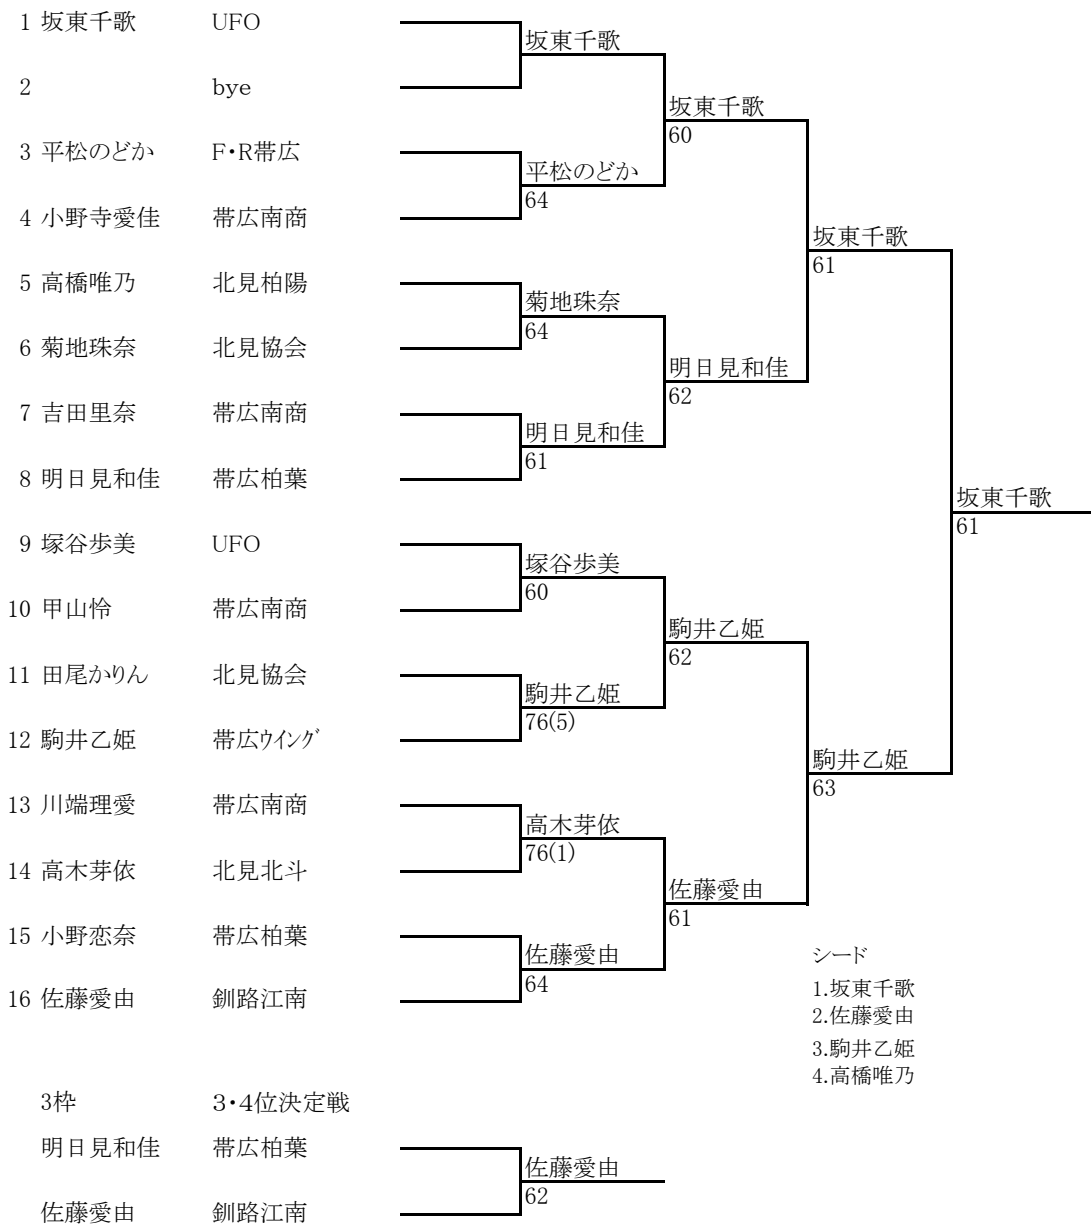 1 坂東千歌 UFO
坂東千歌
2 bye
坂東千歌
60
3 平松のどか F・R帯広
平松のどか
64
4 小野寺愛佳 帯広南商
坂東千歌
61
5 高橋唯乃 北見柏陽
菊地珠奈
64
6 菊地珠奈 北見協会
明日見和佳
62
7 吉田里奈 帯広南商
明日見和佳
61
8 明日見和佳 帯広柏葉
坂東千歌
61
9 塚谷歩美 UFO
塚谷歩美
60
10 甲山怜 帯広南商
駒井乙姫
62
11 田尾かりん 北見協会
駒井乙姫
76(5)
12 駒井乙姫 帯広ｳｲﾝｸﾞ
駒井乙姫
63
13 川端理愛 帯広南商
高木芽依
76(1)
14 高木芽依 北見北斗
佐藤愛由
61
15 小野恋奈 帯広柏葉
佐藤愛由
64
16 佐藤愛由 釧路江南
シード
1.坂東千歌
2.佐藤愛由
3.駒井乙姫
4.高橋唯乃
3枠 3・4位決定戦
明日見和佳 帯広柏葉
佐藤愛由
62
佐藤愛由 釧路江南